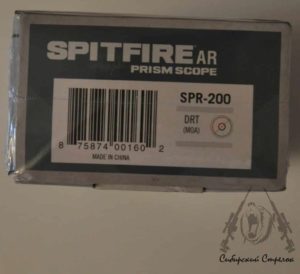 SPITFIRE AR
PRISM SCOPE
SPR-200
DRT
(MOA)
8 75874 00160 2
MADE IN CHINA
Сибирский Стрелок